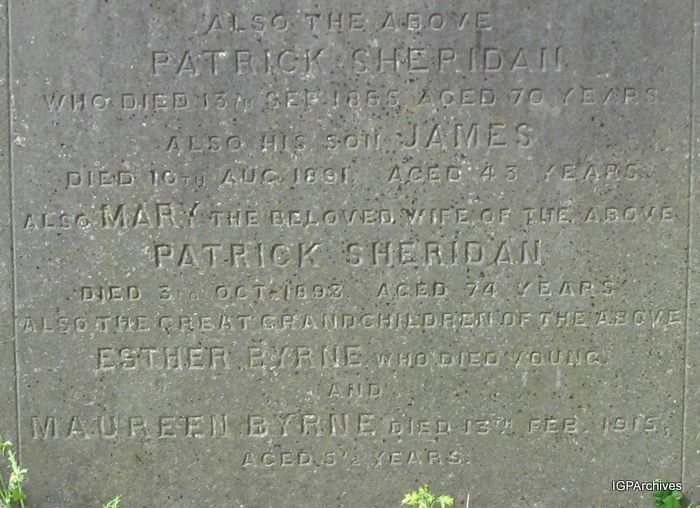 ALSO THE ABOVE
PATRICK SHERIDAN
WHO DIED 13TH SEP. 1885, AGED 70 YEARS
ALSO HIS SON JAMES
DIED 10TH AUG. 1891. AGED 43 YEARS.
ALSO MARY THE BELOVED WIFE OF THE ABOVE
PATRICK SHERIDAN
DIED 3RD OCT. 1893, AGED 74 YEARS
ALSO THE GREAT GRANDCHILDREN OF THE ABOVE
ESTHER BYRNE WHO DIED YOUNG,
AND
MAUREEN BYRNE DIED 13TH FEB. 1915,
AGED 5½ YEARS.
IGPArchives